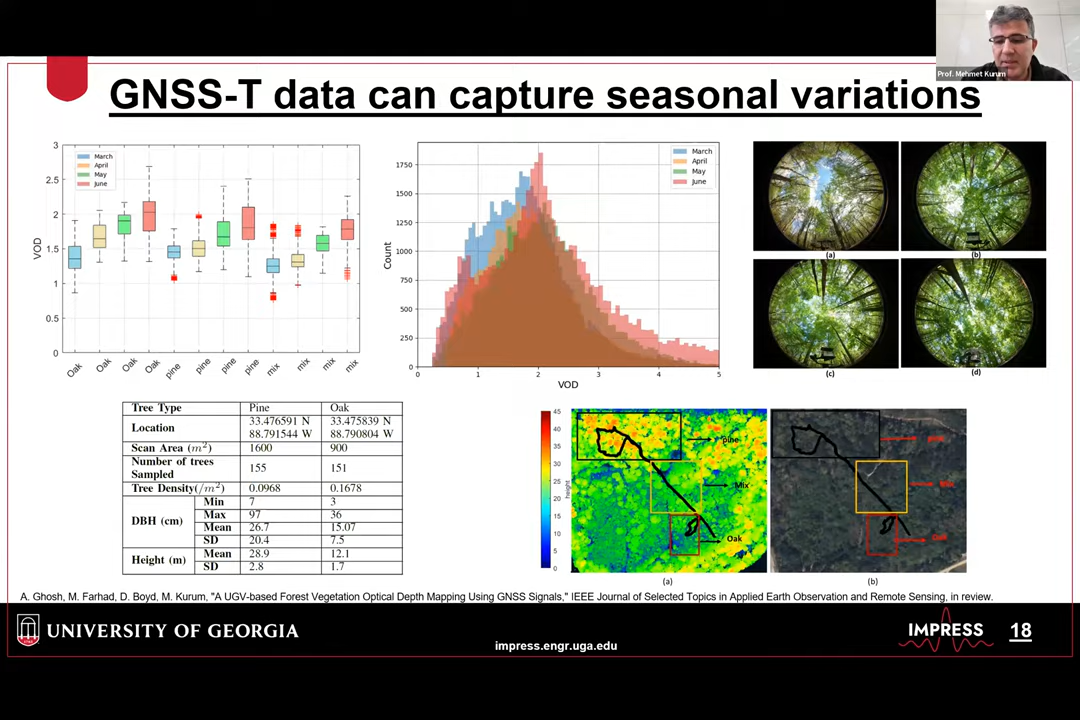 Prof. Mehmet Kurum
GNSS-T data can capture seasonal variations
3
2.5
2
1.5
1
0.5
0
VOD
March
April
May
June
Oak
Oak
Oak
Oak
pine
pine
pine
pine
mix
mix
mix
mix
1750
1500
1250
1000
750
500
250
0
Count
March
April
May
June
0 1 2 3 4 5
VOD
(a)
(b)
(c)
(d)
Tree Type Pine Oak
Location 33.476591 N 88.791544 W 33.475839 N 88.790804 W
Scan Area (m²) 1600 900
Number of trees Sampled 155 151
Tree Density(/m²) 0.0968 0.1678
DBH (cm) Min 7 3
Max 97 36
Mean 26.7 15.07
SD 20.4 7.5
Height (m) Mean 28.9 12.1
SD 2.8 1.7
45
40
35
30
25
20
15
10
5
0
height
pine
Mix
Oak
(a)
pine
Mix
Oak
(b)
A. Ghosh, M. Farhad, D. Boyd, M. Kurum, "A UGV-based Forest Vegetation Optical Depth Mapping Using GNSS Signals," IEEE Journal of Selected Topics in Applied Earth Observation and Remote Sensing, in review.
UNIVERSITY OF GEORGIA
impress.engr.uga.edu
IMPRESS
18